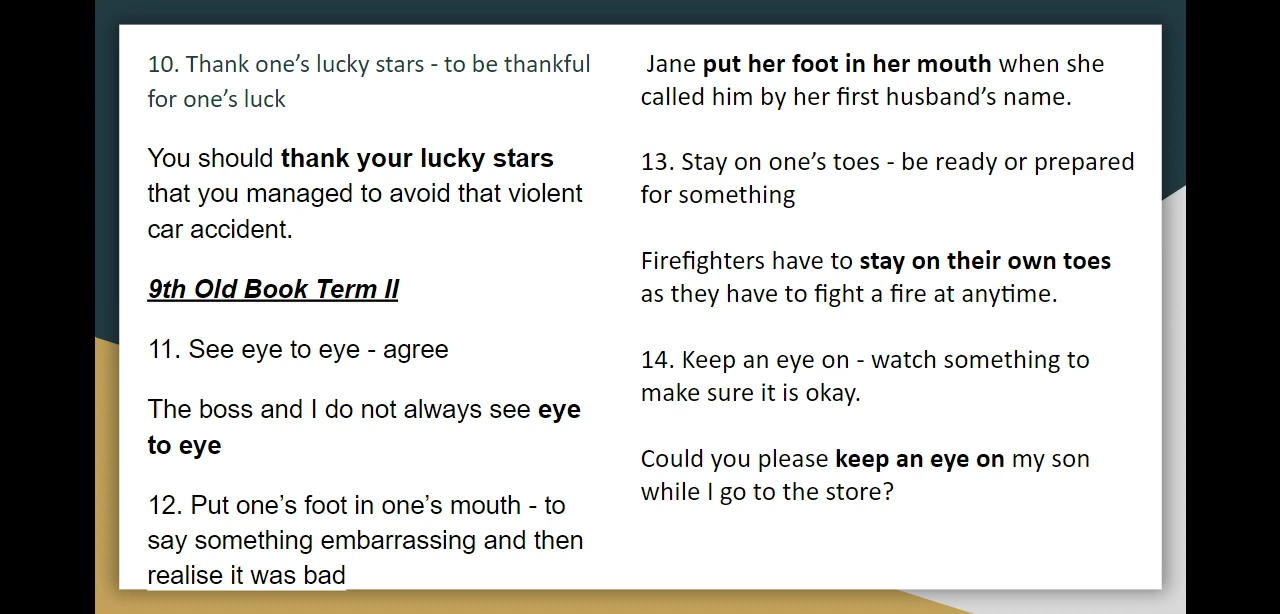 10. Thank one’s lucky stars - to be thankful
for one’s luck
You should thank your lucky stars
that you managed to avoid that violent
car accident.
9th Old Book Term II
11. See eye to eye - agree
The boss and I do not always see eye
to eye
12. Put one’s foot in one’s mouth - to
say something embarrassing and then
realise it was bad
Jane put her foot in her mouth when she
called him by her first husband’s name.
13. Stay on one’s toes - be ready or prepared
for something
Firefighters have to stay on their own toes
as they have to fight a fire at anytime.
14. Keep an eye on - watch something to
make sure it is okay.
Could you please keep an eye on my son
while I go to the store?